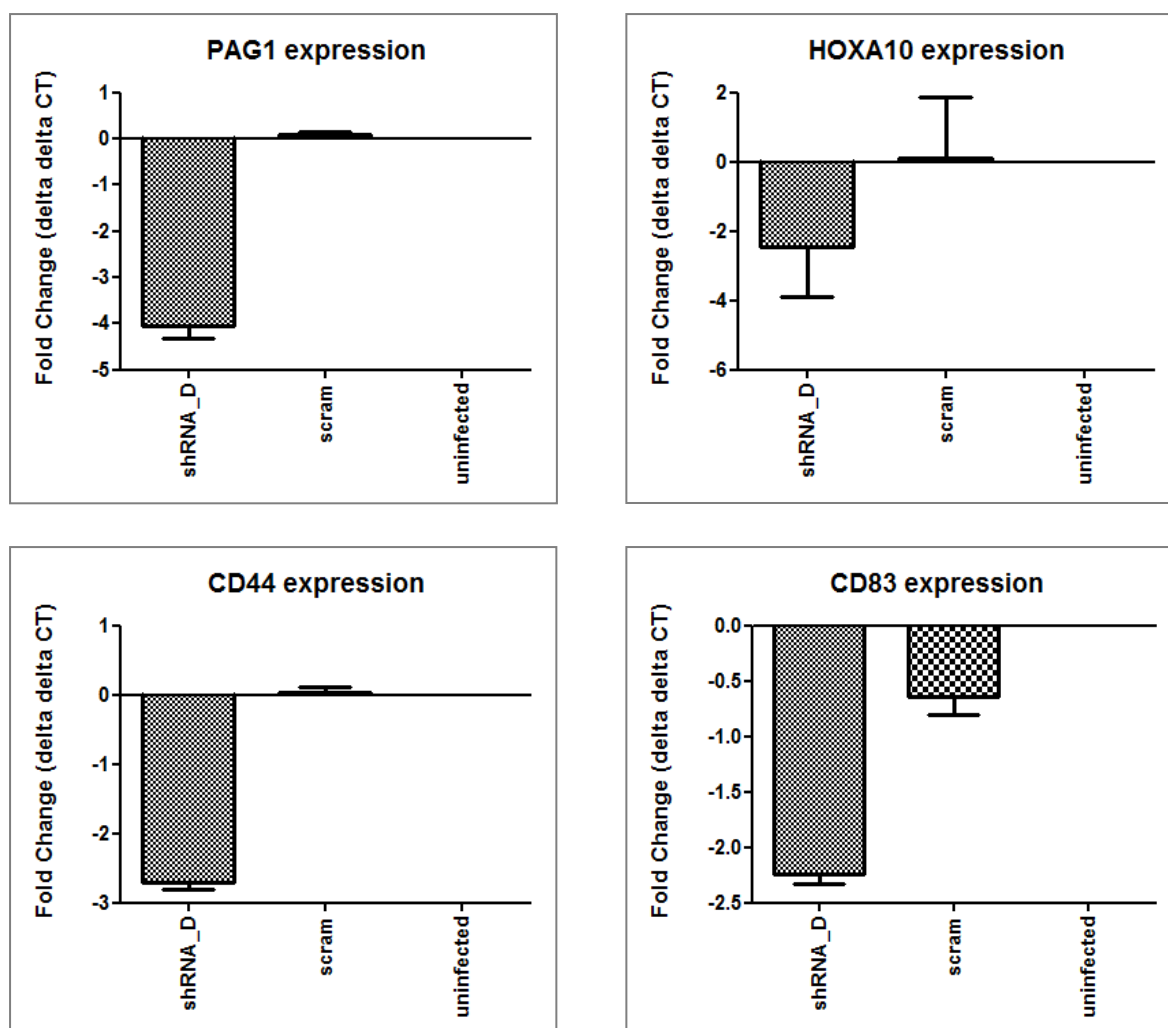 PAG1 expression
Fold Change (delta delta CT)
1
0
-1
-2
-3
-4
-5
shRNA_D
scram
uninfected
HOXA10 expression
Fold Change (delta delta CT)
2
0
-2
-4
-6
shRNA_D
scram
uninfected
CD44 expression
Fold Change (delta delta CT)
1
0
-1
-2
-3
shRNA_D
scram
uninfected
CD83 expression
Fold Change (delta delta CT)
0.0
-0.5
-1.0
-1.5
-2.0
-2.5
shRNA_D
scram
uninfected